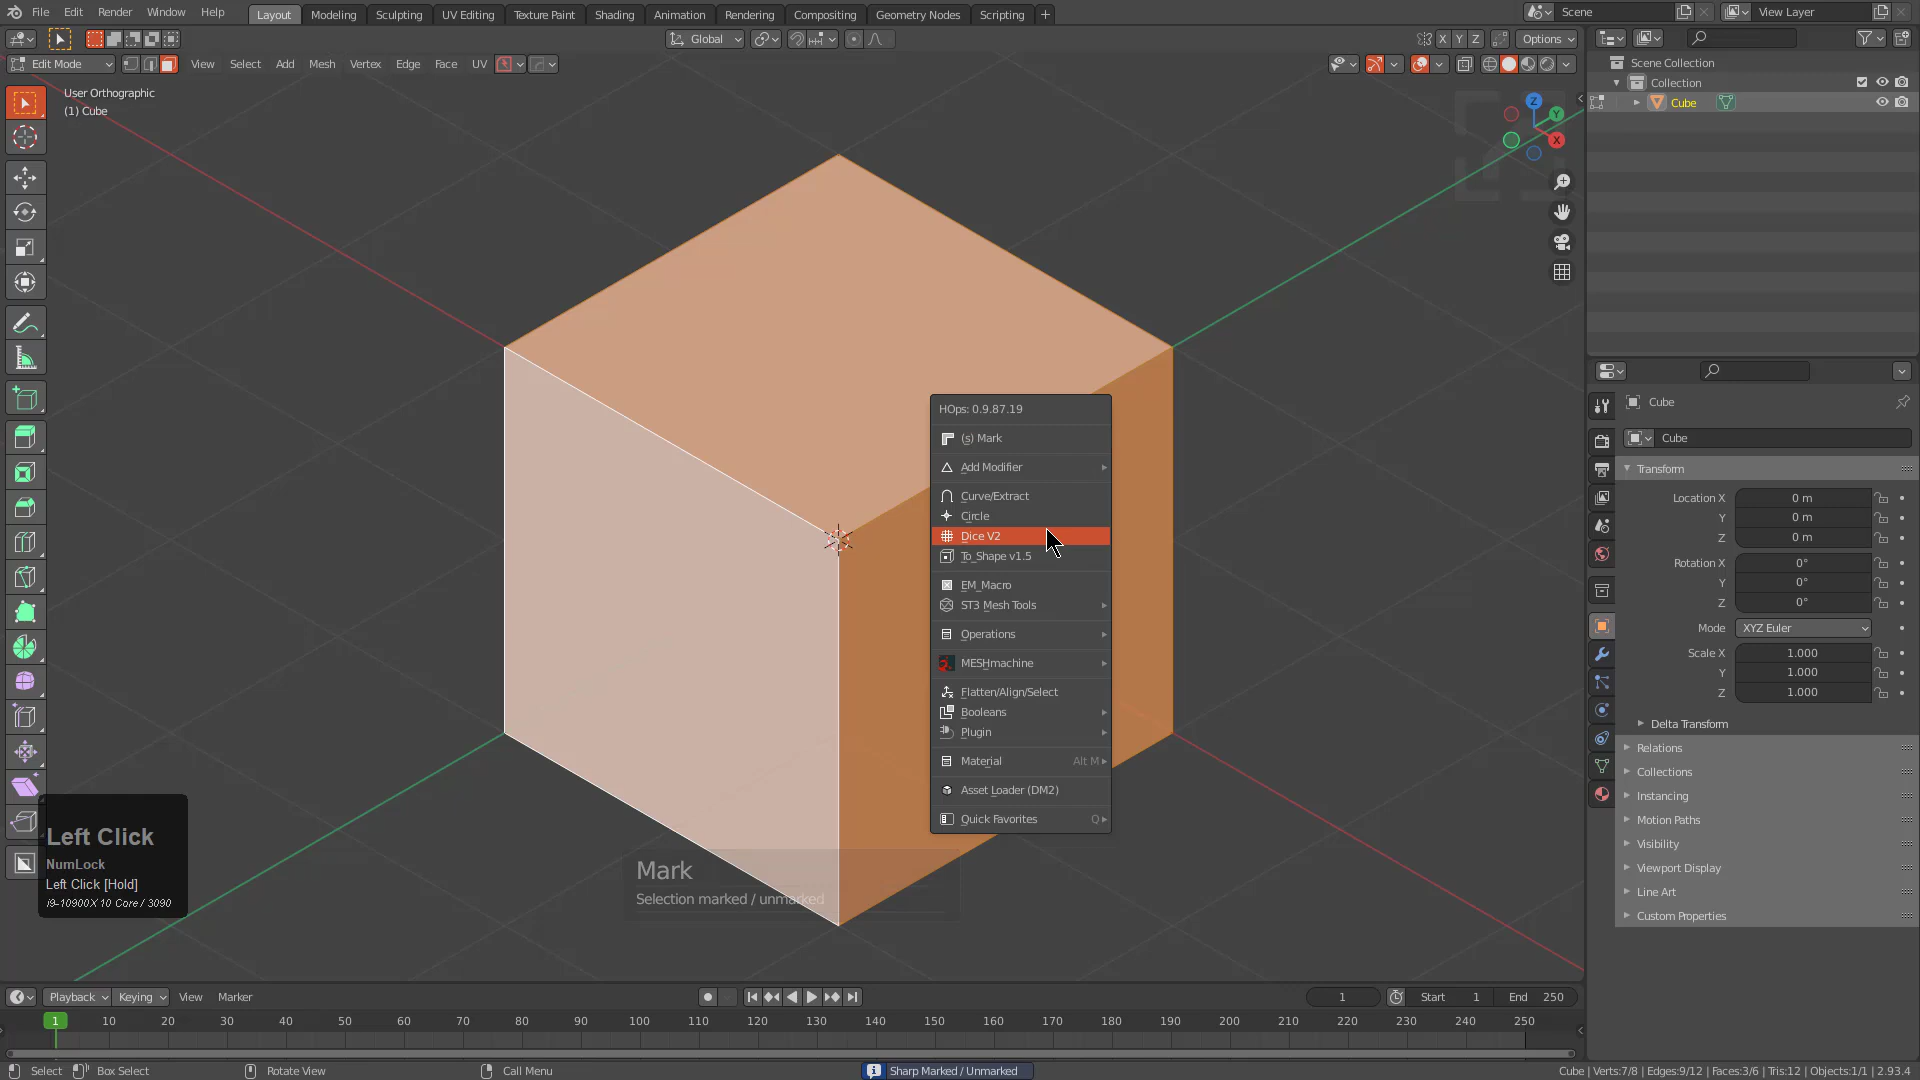 File Edit Render Window Help
Layout Modeling Sculpting UV Editing Texture Paint Shading Animation Rendering Compositing Geometry Nodes Scripting +
Scene
View Layer
Global
X Y Z
Options
Edit Mode
View Select Add Mesh Vertex Edge Face UV
User Orthographic
(1) Cube
Z
Y
X
HOps: 0.9.87.19
(s) Mark
Add Modifier
Curve/Extract
Circle
Dice V2
To_Shape v1.5
EM_Macro
ST3 Mesh Tools
Operations
MESHmachine
Flatten/Align/Select
Booleans
Plugin
Material Alt M
Asset Loader (DM2)
Quick Favorites Q
Left Click
NumLock
Left Click [Hold]
i9-10900X 10 Core / 3090
Mark
Selection marked / unmarked
Scene Collection
Collection
Cube
Cube
Cube
Transform
Location X 0 m
Y 0 m
Z 0 m
Rotation X 0°
Y 0°
Z 0°
Mode XYZ Euler
Scale X 1.000
Y 1.000
Z 1.000
Delta Transform
Relations
Collections
Instancing
Motion Paths
Visibility
Viewport Display
Line Art
Custom Properties
Playback Keying View Marker
1 Start 1 End 250
1 10 20 30 40 50 60 70 80 90 100 110 120 130 140 150 160 170 180 190 200 210 220 230 240 250
Select Box Select Rotate View Call Menu Sharp Marked / Unmarked Cube | Verts:7/8 | Edges:9/12 | Faces:3/6 | Tris:12 | Objects:1/1 | 2.93.4